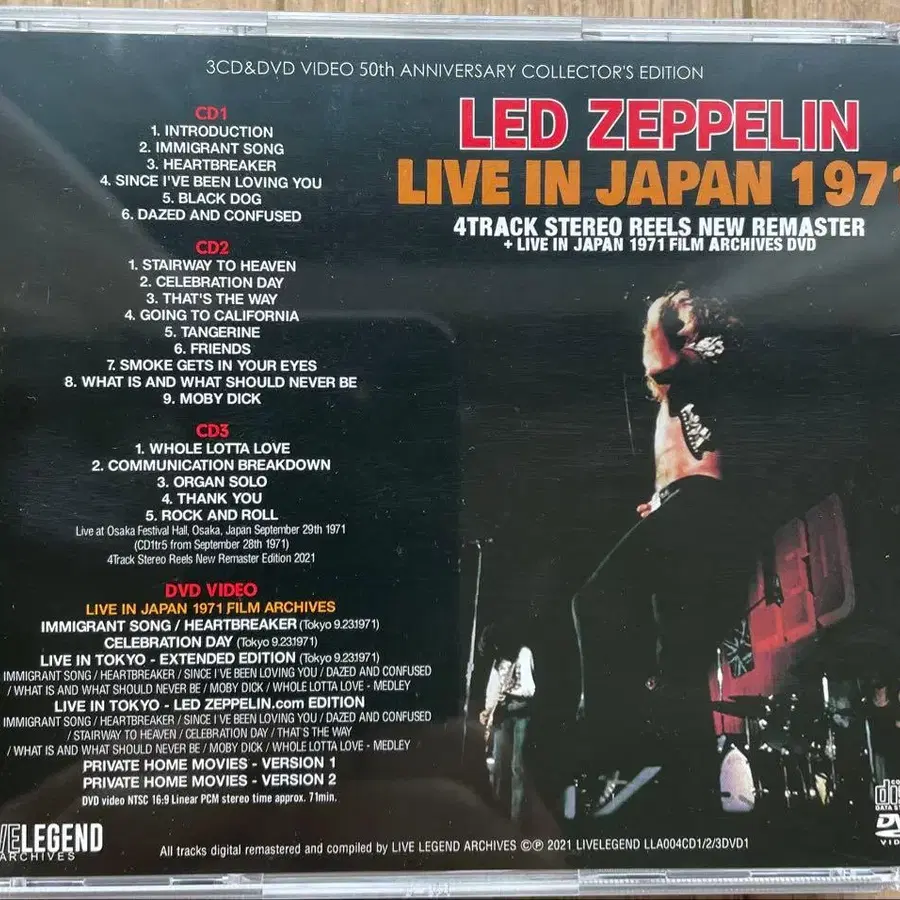 3CD&DVD VIDEO 50th ANNIVERSARY COLLECTOR'S EDITION
LED ZEPPELIN
LIVE IN JAPAN 1971
4TRACK STEREO REELS NEW REMASTER
+ LIVE IN JAPAN 1971 FILM ARCHIVES DVD
CD1
1. INTRODUCTION
2. IMMIGRANT SONG
3. HEARTBREAKER
4. SINCE I'VE BEEN LOVING YOU
5. BLACK DOG
6. DAZED AND CONFUSED
CD2
1. STAIRWAY TO HEAVEN
2. CELEBRATION DAY
3. THAT'S THE WAY
4. GOING TO CALIFORNIA
5. TANGERINE
6. FRIENDS
7. SMOKE GETS IN YOUR EYES
8. WHAT IS AND WHAT SHOULD NEVER BE
9. MOBY DICK
CD3
1. WHOLE LOTTA LOVE
2. COMMUNICATION BREAKDOWN
3. ORGAN SOLO
4. THANK YOU
5. ROCK AND ROLL
Live at Osaka Festival Hall, Osaka, Japan September 29th 1971
(CD1tr5 from September 28th 1971)
4Track Stereo Reels New Remaster Edition 2021
DVD VIDEO
LIVE IN JAPAN 1971 FILM ARCHIVES
IMMIGRANT SONG / HEARTBREAKER (Tokyo 9.23.1971)
CELEBRATION DAY (Tokyo 9.23.1971)
LIVE IN TOKYO - EXTENDED EDITION (Tokyo 9.23.1971)
IMMIGRANT SONG / HEARTBREAKER / SINCE I'VE BEEN LOVING YOU / DAZED AND CONFUSED
/ WHAT IS AND WHAT SHOULD NEVER BE / MOBY DICK / WHOLE LOTTA LOVE - MEDLEY
LIVE IN TOKYO - LED ZEPPELIN.com EDITION
IMMIGRANT SONG / HEARTBREAKER / SINCE I'VE BEEN LOVING YOU / DAZED AND CONFUSED
/ STAIRWAY TO HEAVEN / CELEBRATION DAY / THAT'S THE WAY
/ WHAT IS AND WHAT SHOULD NEVER BE / MOBY DICK / WHOLE LOTTA LOVE - MEDLEY
PRIVATE HOME MOVIES - VERSION 1
PRIVATE HOME MOVIES - VERSION 2
DVD video NTSC 16:9 Linear PCM stereo time approx. 71min.
VELEGEND
ARCHIVES
All tracks digital remastered and compiled by LIVE LEGEND ARCHIVES ©℗ 2021 LIVELEGEND LLA004CD1/2/3DVD1